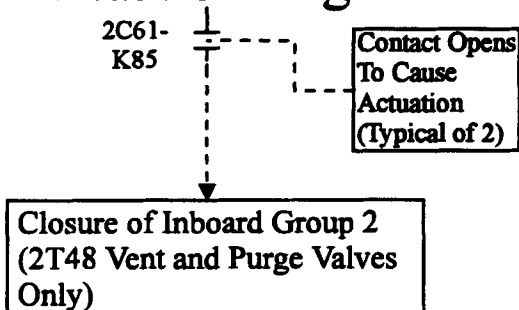 2C61-
K85
Contact Opens
To Cause
Actuation
(Typical of 2)
Closure of Inboard Group 2
(2T48 Vent and Purge Valves
Only)